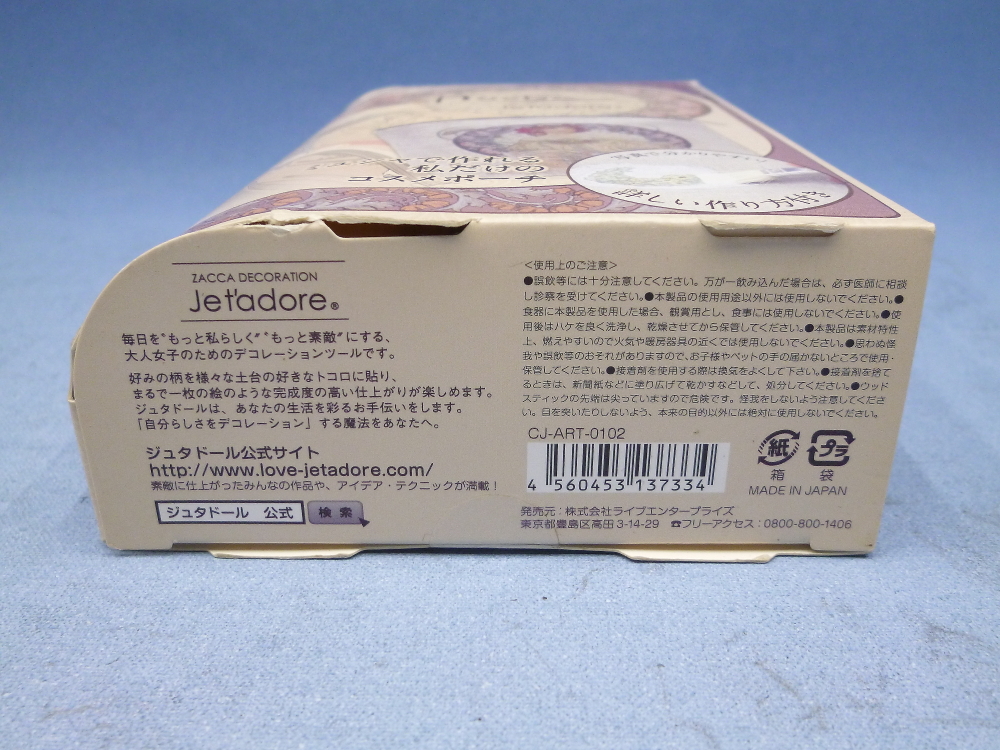 ミュシャで作れる
私だけの
コスメポーチ
詳しい作り方付き
ZACCA DECORATION
Jet'adore®
毎日を"もっと私らしく""もっと素敵"にする、
大人女子のためのデコレーションツールです。
好みの柄を様々な土台の好きなトコロに貼り、
まるで一枚の絵のような完成度の高い仕上がりが楽しめます。
ジュタドールは、あなたの生活を彩るお手伝いをします。
「自分らしさをデコレーション」する魔法をあなたへ。
ジュタドール公式サイト
http://www.love-jetadore.com/
素敵に仕上がったみんなの作品や、アイデア・テクニックが満載!
ジュタドール 公式 検索
<使用上のご注意>
●誤飲等には十分注意してください。万が一飲み込んだ場合は、必ず医師に相談
し診察を受けてください。●本製品の使用用途以外には使用しないでください。●
食器に本製品を使用した場合、観賞用とし、食事には使用しないでください。●使
用後はハケを良く洗浄し、乾燥させてから保管してください。●本製品は素材特性
上、燃えやすいので火気や暖房器具の近くでは使用しないでください。●思わぬ怪
我や誤飲等のおそれがありますので、お子様やペットの手の届かないところで使用・
保管してください。●接着剤を使用する際は換気をよくして下さい。●接着剤を捨て
るときは、新聞紙などに塗り広げて乾かすなどして、処分してください。●ウッド
スティックの先端は尖っていますので危険です。怪我をしないよう注意してくださ
い。目を突いたりしないよう、本来の目的以外には絶対に使用しないでください。
CJ-ART-0102
4 560453 137334
紙 プラ
箱 袋
MADE IN JAPAN
発売元:株式会社ライブエンタープライズ
東京都豊島区高田3-14-29 ☎フリーアクセス:0800-800-1406